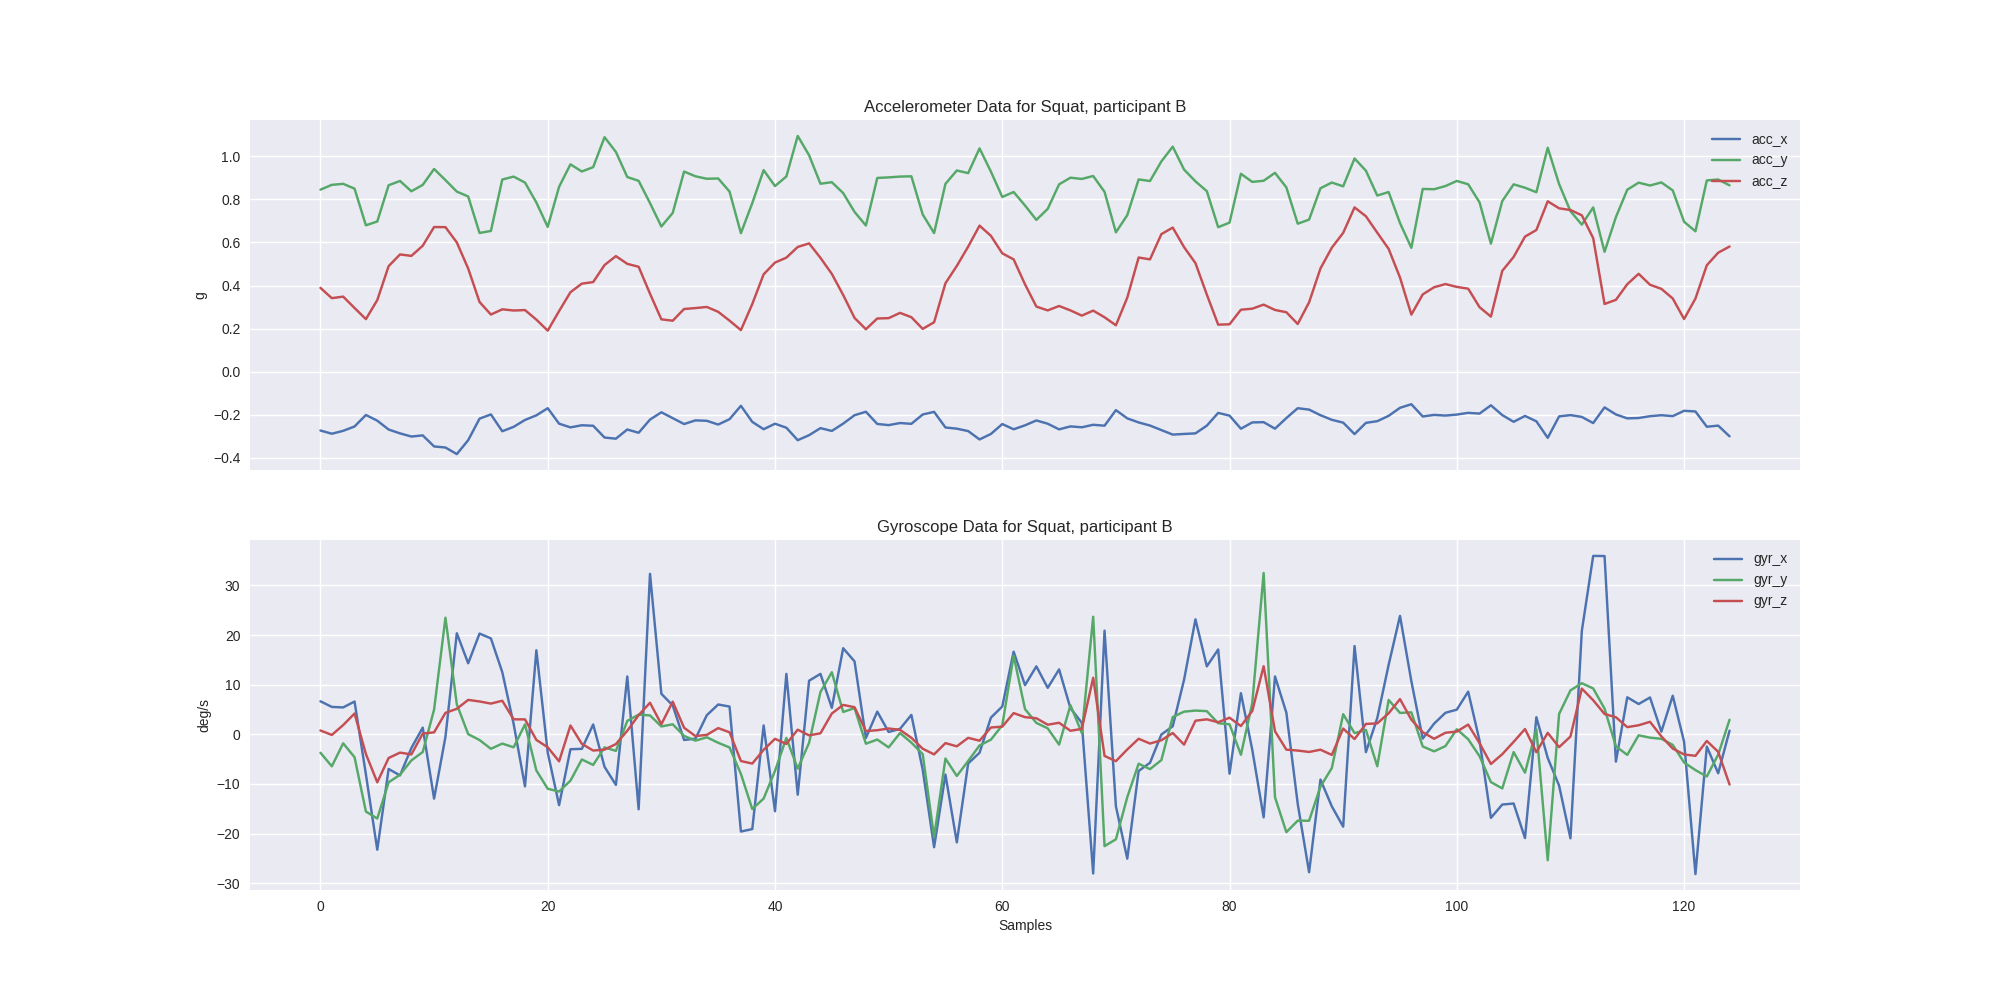 Accelerometer Data for Squat, participant B
acc_x
acc_y
acc_z
1.0
0.8
0.6
0.4
0.2
0.0
−0.2
−0.4
g
Gyroscope Data for Squat, participant B
gyr_x
gyr_y
gyr_z
30
20
10
0
−10
−20
−30
deg/s
0 20 40 60 80 100 120
Samples